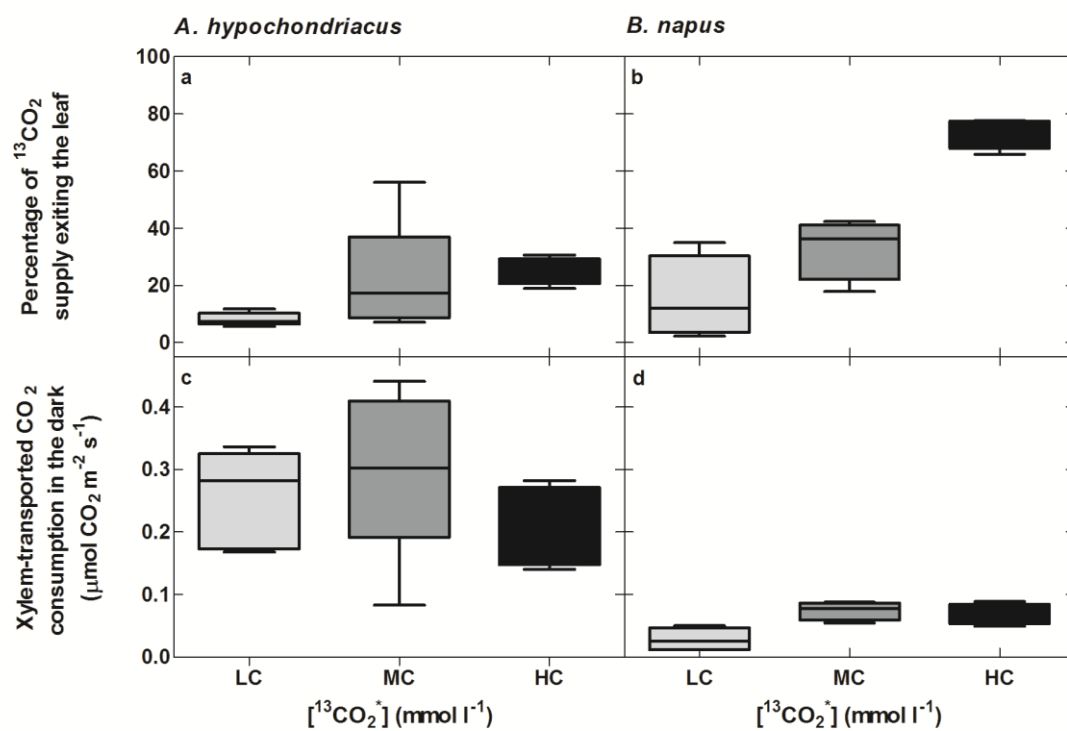 A. hypochondriacus
B. napus
Percentage of ¹³CO₂
supply exiting the leaf
100
80
60
40
20
0
a
b
Xylem-transported CO₂
consumption in the dark
(μmol CO₂ m⁻² s⁻¹)
0.4
0.3
0.2
0.1
0.0
c
d
LC
MC
HC
LC
MC
HC
[¹³CO₂*] (mmol l⁻¹)
[¹³CO₂*] (mmol l⁻¹)